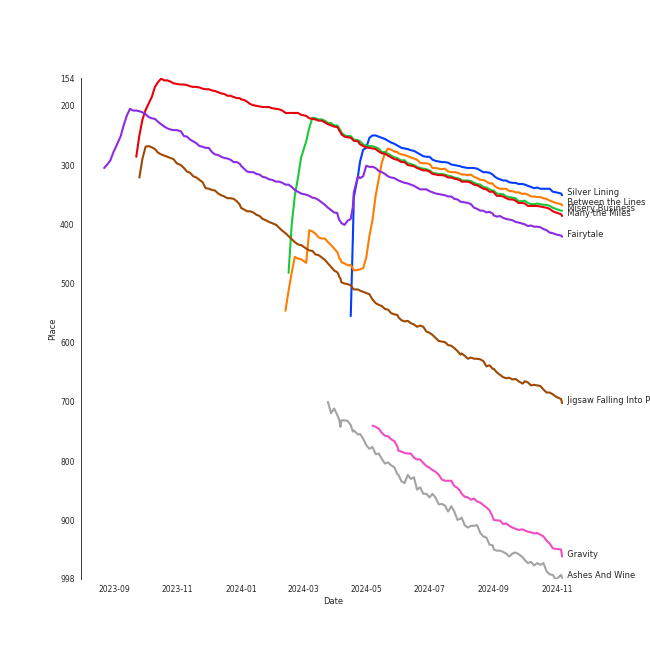 154
200
300
400
500
600
700
800
900
998
Place
2023-09
2023-11
2024-01
2024-03
2024-05
2024-07
2024-09
2024-11
Date
Silver Lining
Between the Lines
Misery Business
Many the Miles
Fairytale
Jigsaw Falling Into P
Gravity
Ashes And Wine